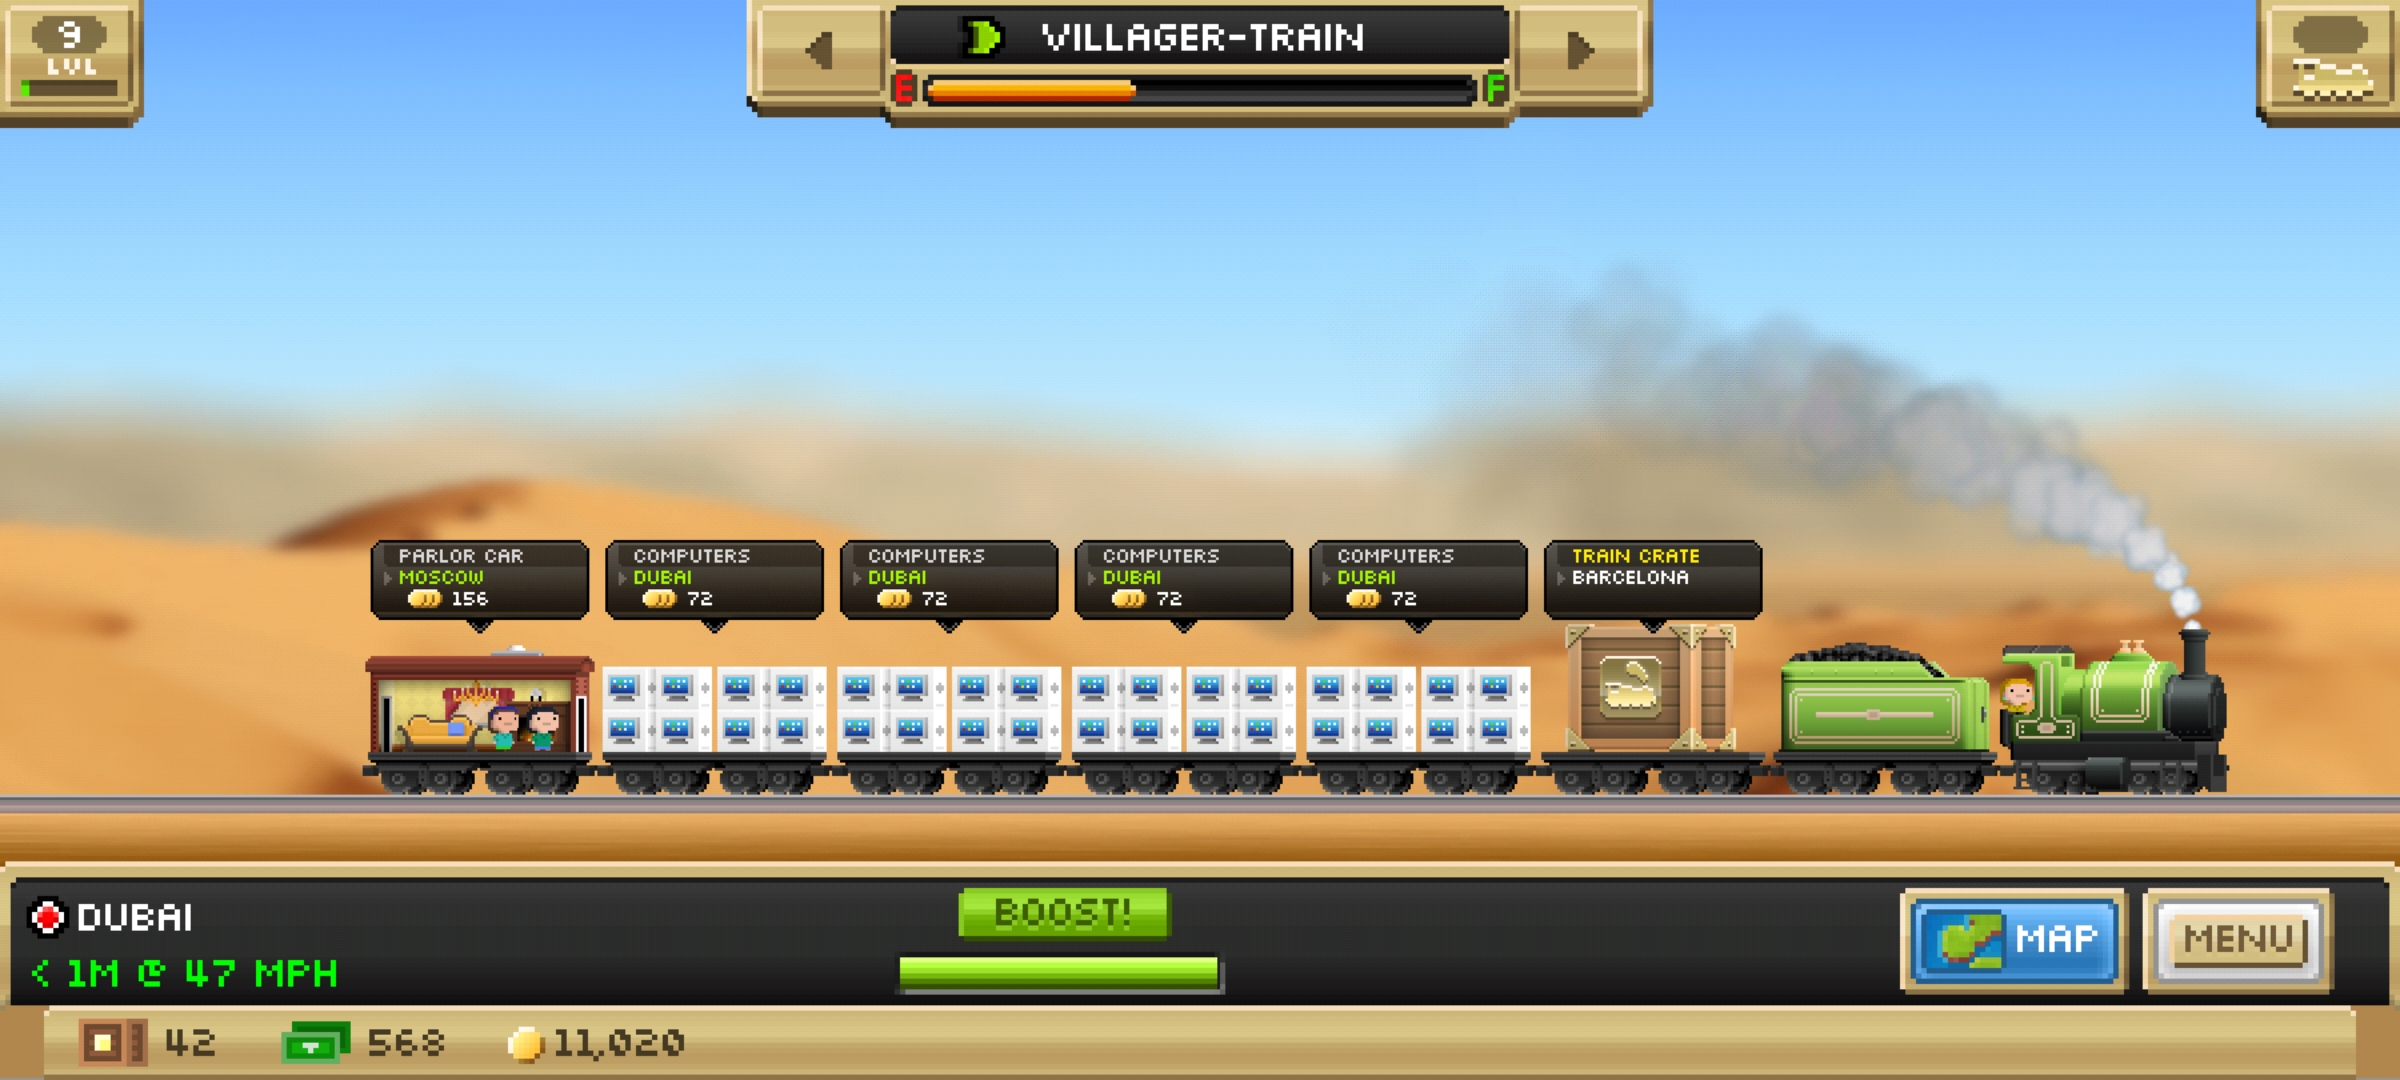 9
LVL
VILLAGER-TRAIN
E F
PARLOR CAR
MOSCOW
156
COMPUTERS
DUBAI
72
COMPUTERS
DUBAI
72
COMPUTERS
DUBAI
72
COMPUTERS
DUBAI
72
TRAIN CRATE
BARCELONA
DUBAI
< 1M @ 47 MPH
BOOST!
MAP
MENU
42
568
11,020